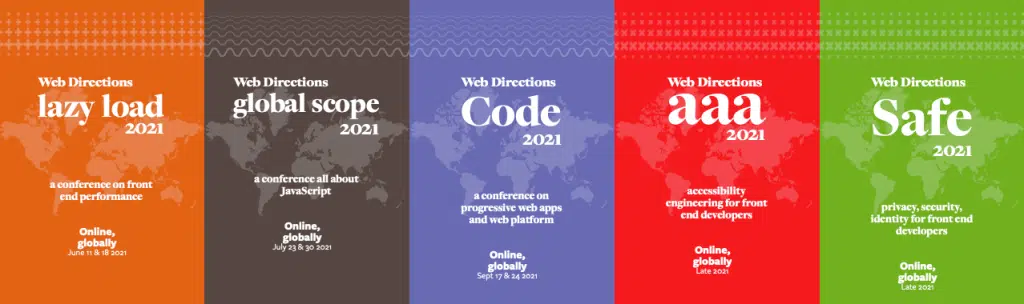 Web Directions
lazy load
2021
a conference on front
end performance
Online,
globally
June 11 & 18 2021
Web Directions
global scope
2021
a conference all about
JavaScript
Online,
globally
July 23 & 30 2021
Web Directions
Code
2021
a conference on
progressive web apps
and web platform
Online,
globally
Sept 17 & 24 2021
Web Directions
aaa
2021
accessibility
engineering for front
end developers
Online,
globally
Late 2021
Web Directions
Safe
2021
privacy, security,
identity for front end
developers
Online,
globally
Late 2021